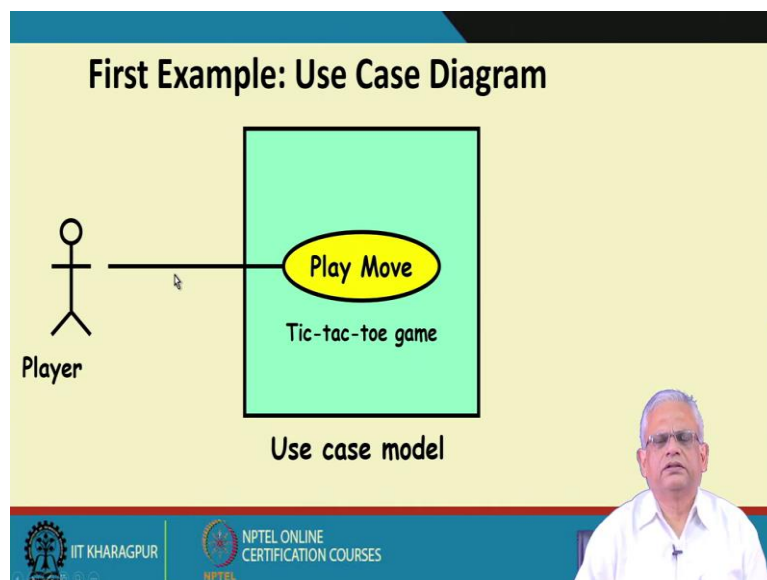 First Example: Use Case Diagram
Play Move
Tic-tac-toe game
Player
Use case model
IIT KHARAGPUR
NPTEL ONLINE
CERTIFICATION COURSES
NPTEL